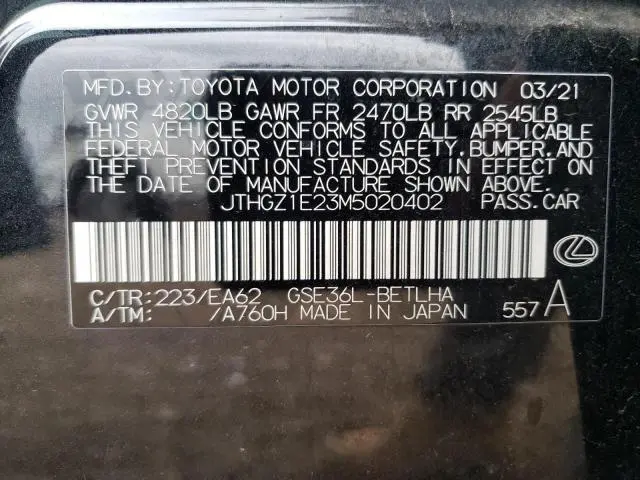 MFD.BY:TOYOTA MOTOR CORPORATION 03/21
GVWR 4820LB GAWR FR 2470LB RR 2545LB
THIS VEHICLE CONFORMS TO ALL APPLICABLE
FEDERAL MOTOR VEHICLE SAFETY,BUMPER,AND
THEFT PREVENTION STANDARDS IN EFFECT ON
THE DATE OF MANUFACTURE SHOWN ABOVE.
JTHGZ1E23M5020402 PASS.CAR
C/TR:223/EA62 GSE36L-BETLHA
A/TM: /A760H MADE IN JAPAN 557A